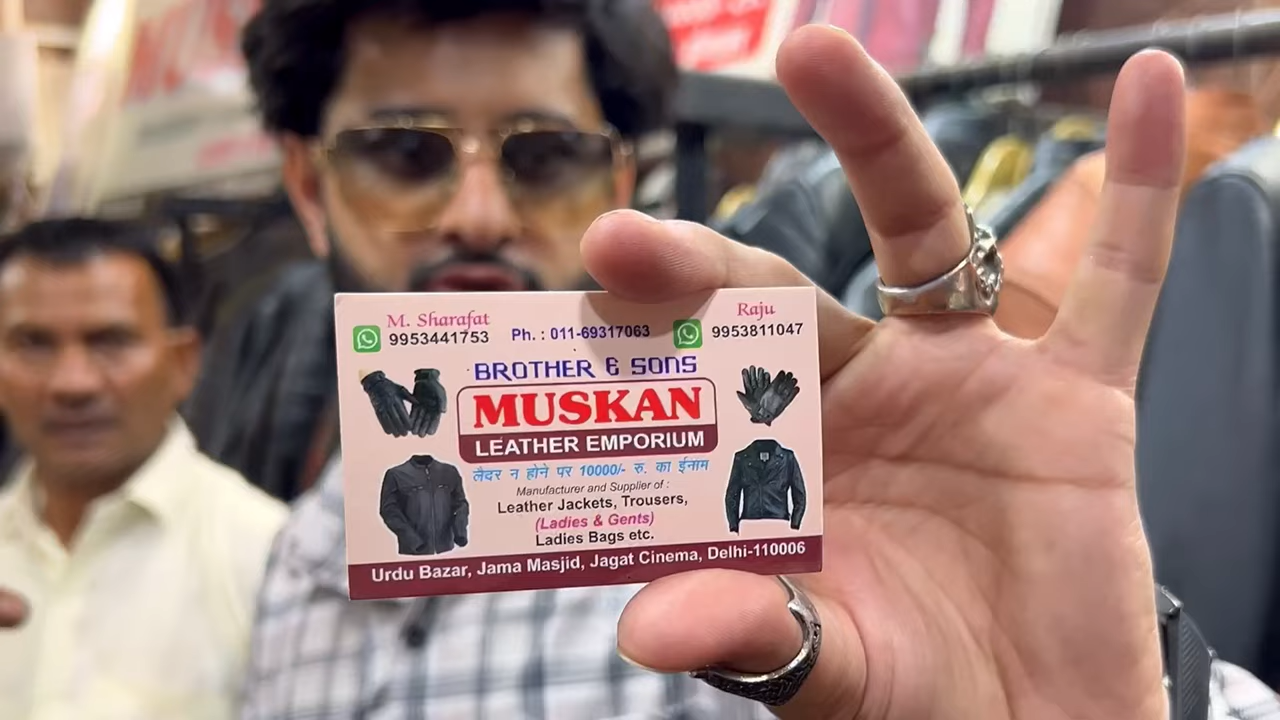 M. Sharafat
9953441753
Ph. : 011-69317063
Raju
9953811047
BROTHER & SONS
MUSKAN
LEATHER EMPORIUM
लैदर न होने पर 10000/- रु. का ईनाम
Manufacturer and Supplier of :
Leather Jackets, Trousers,
(Ladies & Gents)
Ladies Bags etc.
Urdu Bazar, Jama Masjid, Jagat Cinema, Delhi-110006